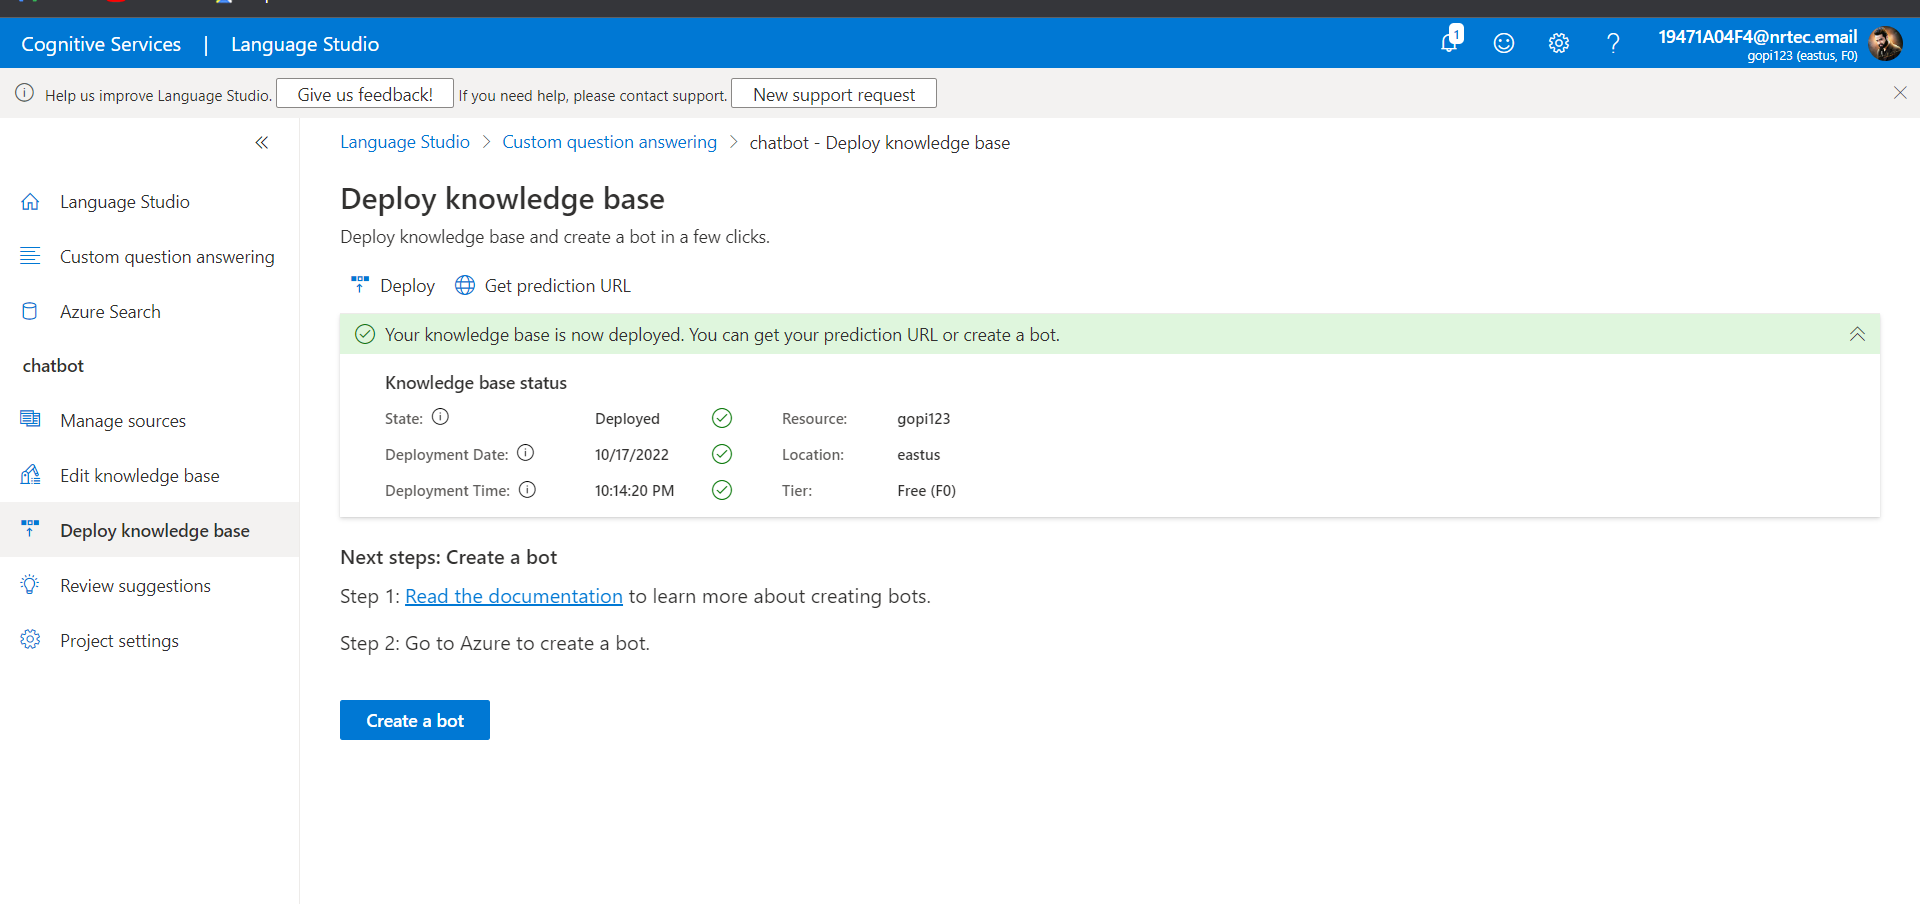 Cognitive Services | Language Studio
1
19471A04F4@nrtec.email
gopi123 (eastus, F0)
Help us improve Language Studio. Give us feedback! If you need help, please contact support. New support request
Language Studio > Custom question answering > chatbot - Deploy knowledge base
Language Studio
Custom question answering
Azure Search
chatbot
Manage sources
Edit knowledge base
Deploy knowledge base
Review suggestions
Project settings
Deploy knowledge base
Deploy knowledge base and create a bot in a few clicks.
Deploy Get prediction URL
Your knowledge base is now deployed. You can get your prediction URL or create a bot.
Knowledge base status
State: Deployed Resource: gopi123
Deployment Date: 10/17/2022 Location: eastus
Deployment Time: 10:14:20 PM Tier: Free (F0)
Next steps: Create a bot
Step 1: Read the documentation to learn more about creating bots.
Step 2: Go to Azure to create a bot.
Create a bot